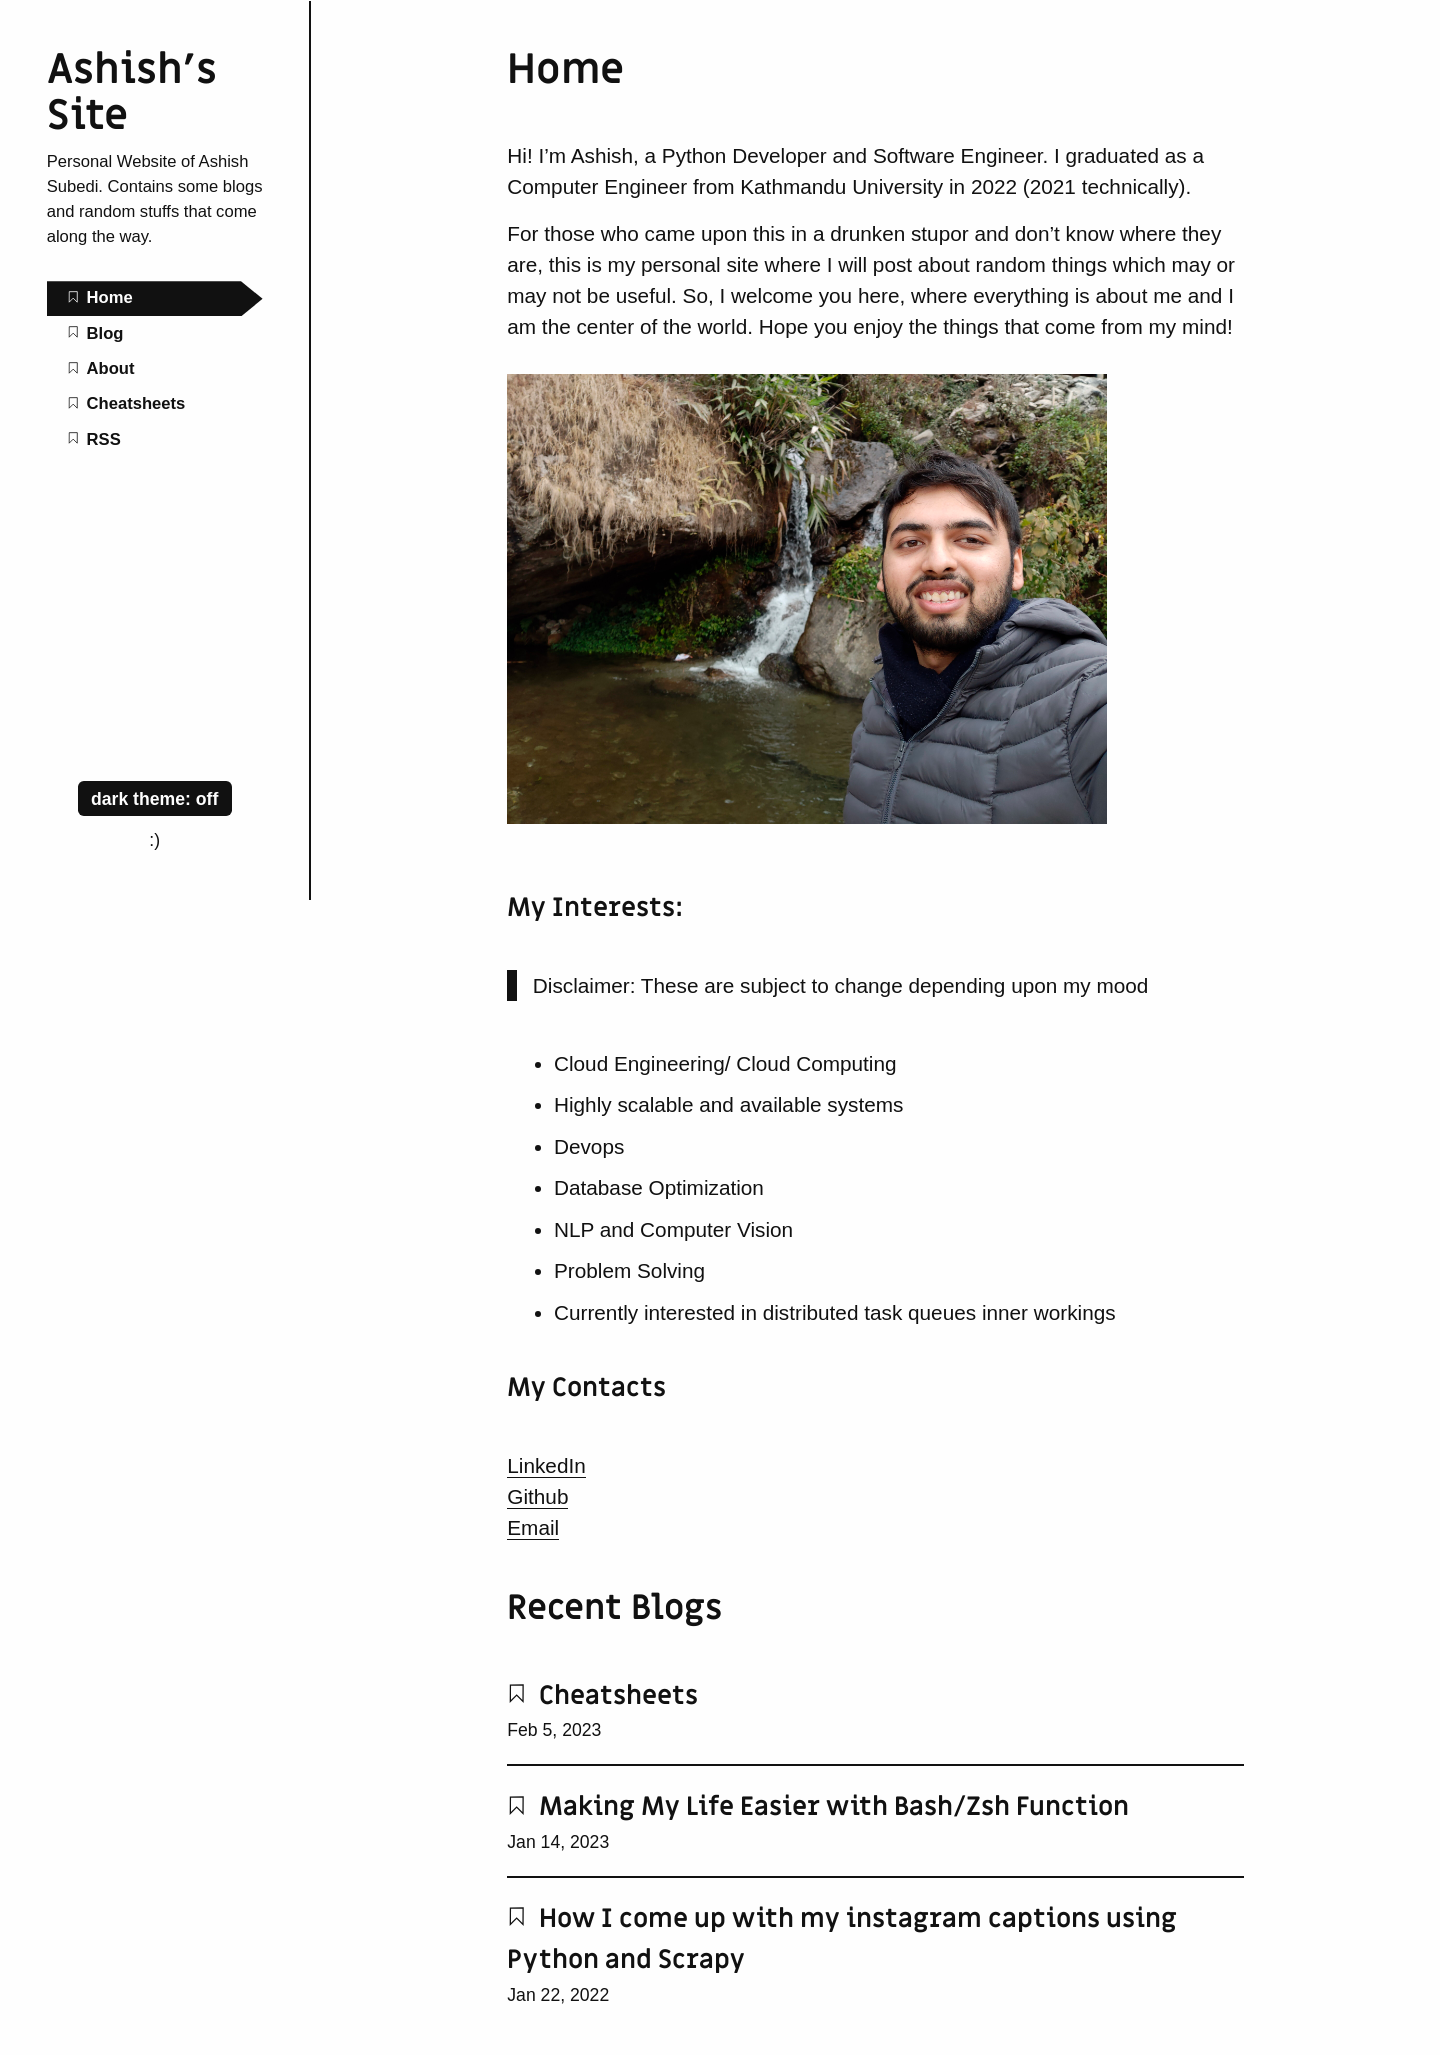 Ashish’s
Site
Personal Website of Ashish
Subedi. Contains some blogs
and random stuffs that come
along the way.
Home
Blog
About
Cheatsheets
RSS
dark theme: off
:)
Home
Hi! I’m Ashish, a Python Developer and Software Engineer. I graduated as a
Computer Engineer from Kathmandu University in 2022 (2021 technically).
For those who came upon this in a drunken stupor and don’t know where they
are, this is my personal site where I will post about random things which may or
may not be useful. So, I welcome you here, where everything is about me and I
am the center of the world. Hope you enjoy the things that come from my mind!
My Interests:
Disclaimer: These are subject to change depending upon my mood
• Cloud Engineering/ Cloud Computing
• Highly scalable and available systems
• Devops
• Database Optimization
• NLP and Computer Vision
• Problem Solving
• Currently interested in distributed task queues inner workings
My Contacts
LinkedIn
Github
Email
Recent Blogs
Cheatsheets
Feb 5, 2023
Making My Life Easier with Bash/Zsh Function
Jan 14, 2023
How I come up with my instagram captions using
Python and Scrapy
Jan 22, 2022